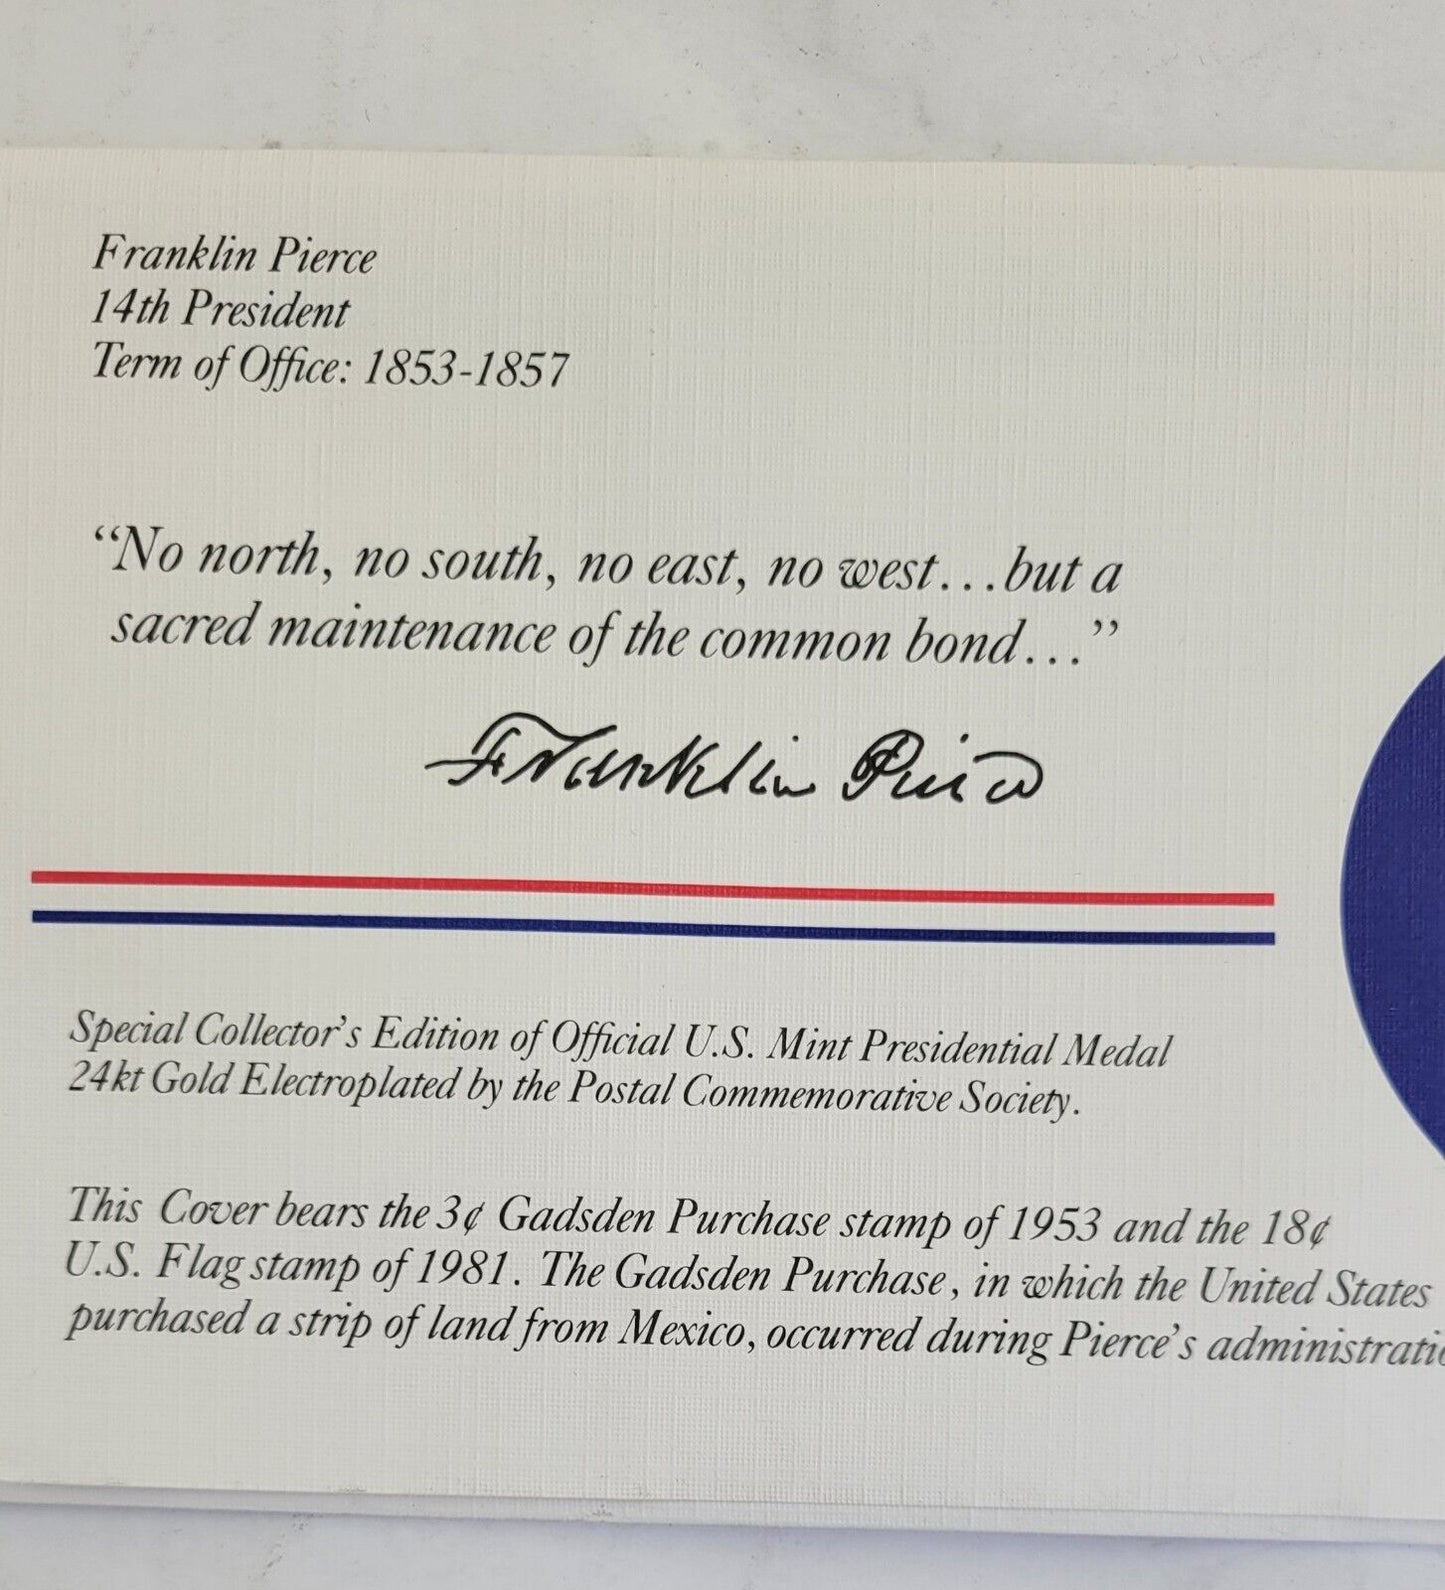 Franklin Pierce
14th President
Term of Office: 1853-1857
“No north, no south, no east, no west...but a
sacred maintenance of the common bond...”
Franklin Pierce
Special Collector's Edition of Official U.S. Mint Presidential Medal
24kt Gold Electroplated by the Postal Commemorative Society.
This Cover bears the 3¢ Gadsden Purchase stamp of 1953 and the 18¢
U.S. Flag stamp of 1981. The Gadsden Purchase, in which the United States
purchased a strip of land from Mexico, occurred during Pierce's